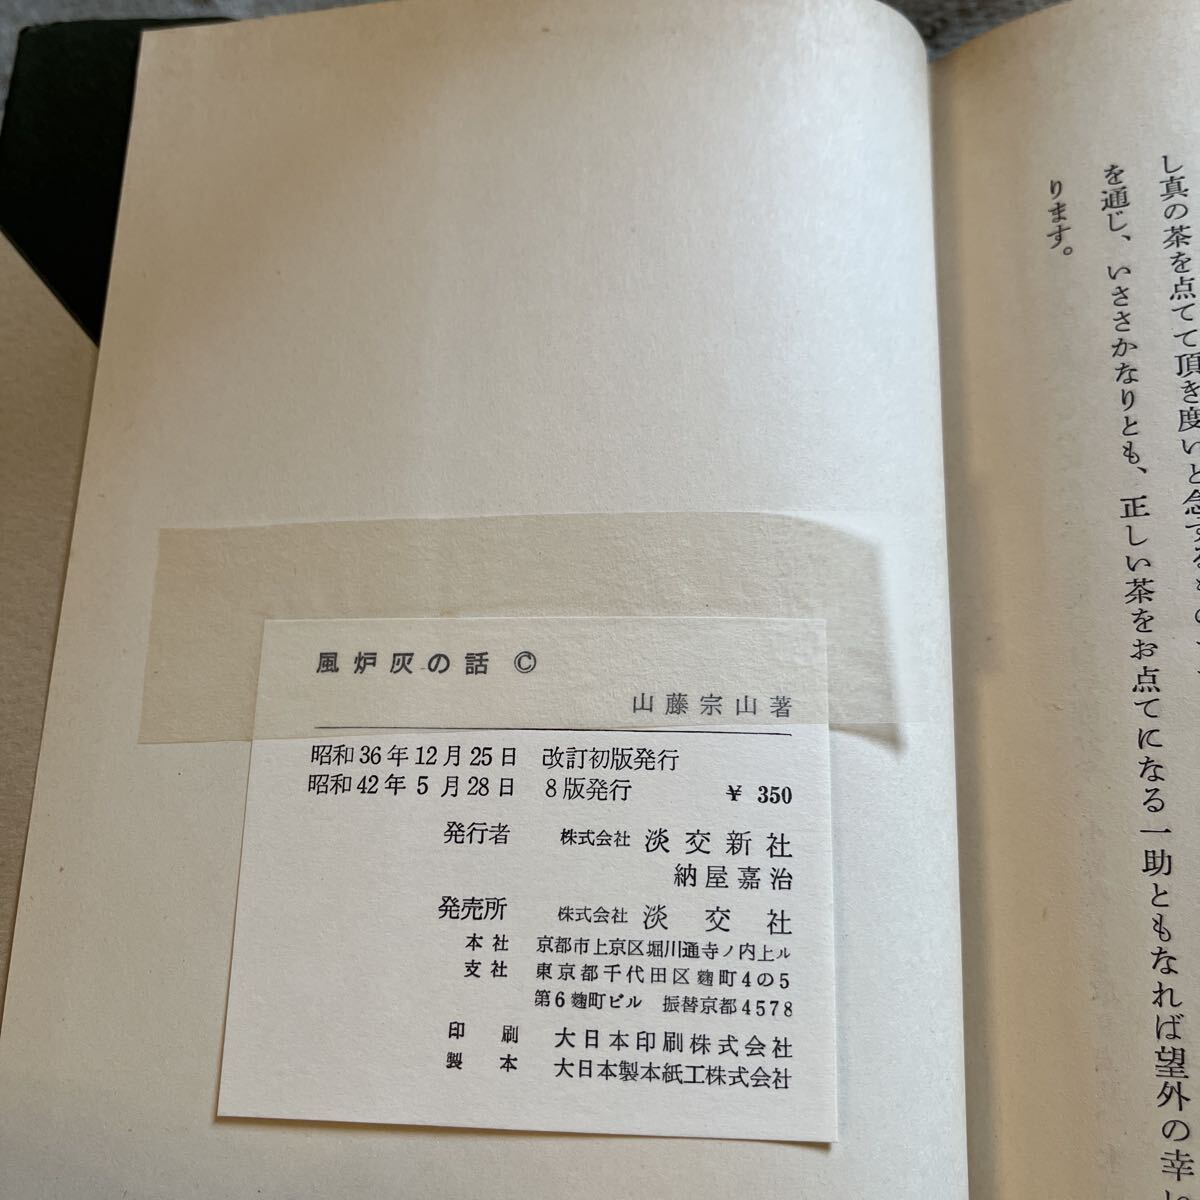 し真の茶を点てて頂き度いと念する
を通じ、いささかなりとも、正しい茶をお点てになる一助ともなれば望外の幸
ります。
風炉灰の話 ©
山藤宗山著
昭和36年12月25日 改訂初版発行
昭和42年5月28日 8版発行 ￥350
発行者 株式会社 淡交新社
納屋嘉治
発売所 株式会社 淡交社
本社 京都市上京区堀川通寺ノ内上ル
支社 東京都千代田区麹町4の5
第6麹町ビル 振替京都4578
印刷 大日本印刷株式会社
製本 大日本製本紙工株式会社